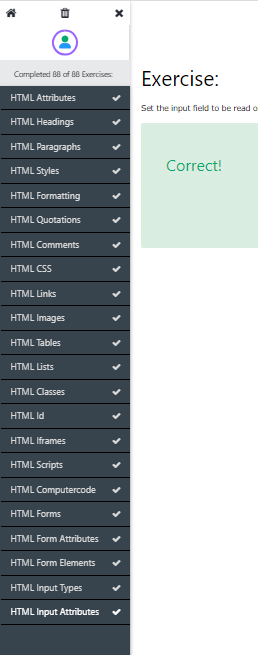 Completed 88 of 88 Exercises:
HTML Attributes
HTML Headings
HTML Paragraphs
HTML Styles
HTML Formatting
HTML Quotations
HTML Comments
HTML CSS
HTML Links
HTML Images
HTML Tables
HTML Lists
HTML Classes
HTML Id
HTML Iframes
HTML Scripts
HTML Computercode
HTML Forms
HTML Form Attributes
HTML Form Elements
HTML Input Types
HTML Input Attributes
Exercise:
Set the input field to be read o
Correct!